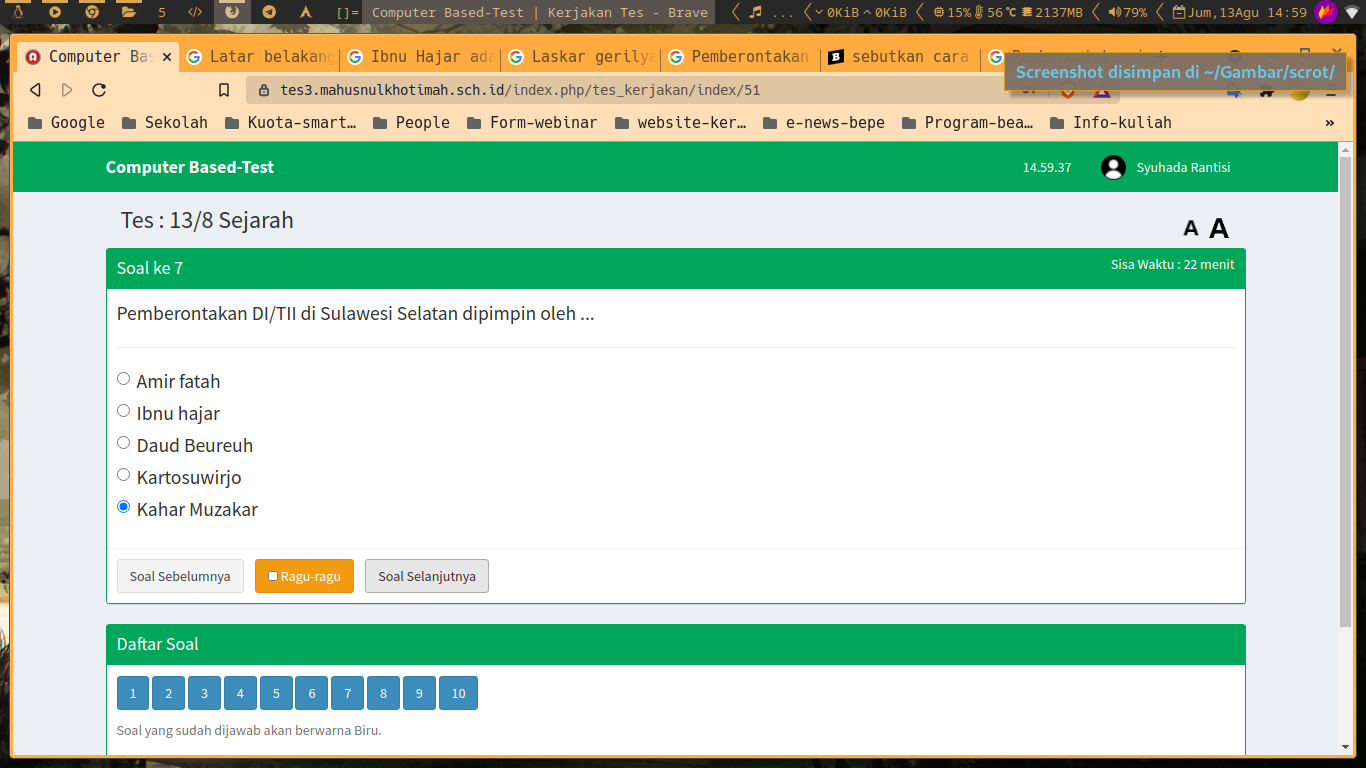 5 </> []= Computer Based-Test | Kerjakan Tes - Brave ... 0KiB 0KiB 15% 56 °C 2137MB 79% Jum,13Agu 14:59
Computer Bas Latar belakang Ibnu Hajar ada Laskar gerilya Pemberontakan sebutkan cara
Screenshot disimpan di ~/Gambar/scrot/
tes3.mahusnulkhotimah.sch.id/index.php/tes_kerjakan/index/51
Google Sekolah Kuota-smart… People Form-webinar website-ker… e-news-bepe Program-bea… Info-kuliah »
Computer Based-Test 14.59.37 Syuhada Rantisi
Tes : 13/8 Sejarah A A
Soal ke 7 Sisa Waktu : 22 menit
Pemberontakan DI/TII di Sulawesi Selatan dipimpin oleh ...
Amir fatah
Ibnu hajar
Daud Beureuh
Kartosuwirjo
Kahar Muzakar
Soal Sebelumnya Ragu-ragu Soal Selanjutnya
Daftar Soal
1 2 3 4 5 6 7 8 9 10
Soal yang sudah dijawab akan berwarna Biru.